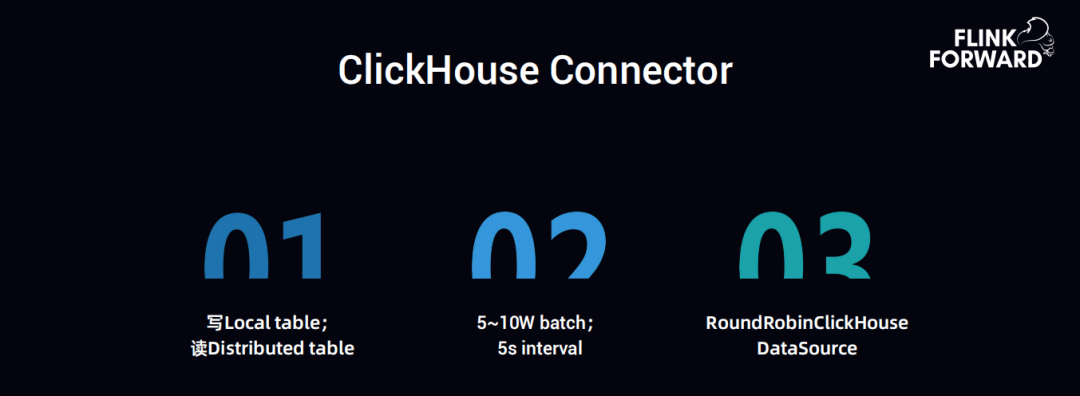 FLINK
FORWARD
ClickHouse Connector
01
02
03
写Local table；
读Distributed table
5~10W batch；
5s interval
RoundRobinClickHouse
DataSource